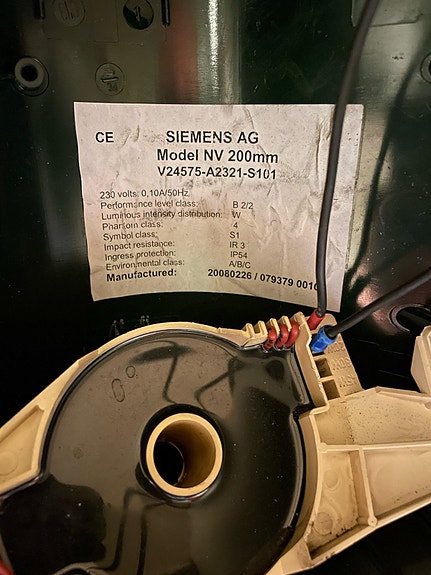 CE SIEMENS AG
Model NV 200mm
V24575-A2321-S101
230 volts: 0,10A/50Hz
Performance level class: B 2/2
Luminous intensity distribution: W
Phantom class: 4
Symbol class: S1
Impact resistance: IR 3
Ingress protection: IP54
Environmental class: A/B/C
Manufactured: 20080226 / 079379 0010